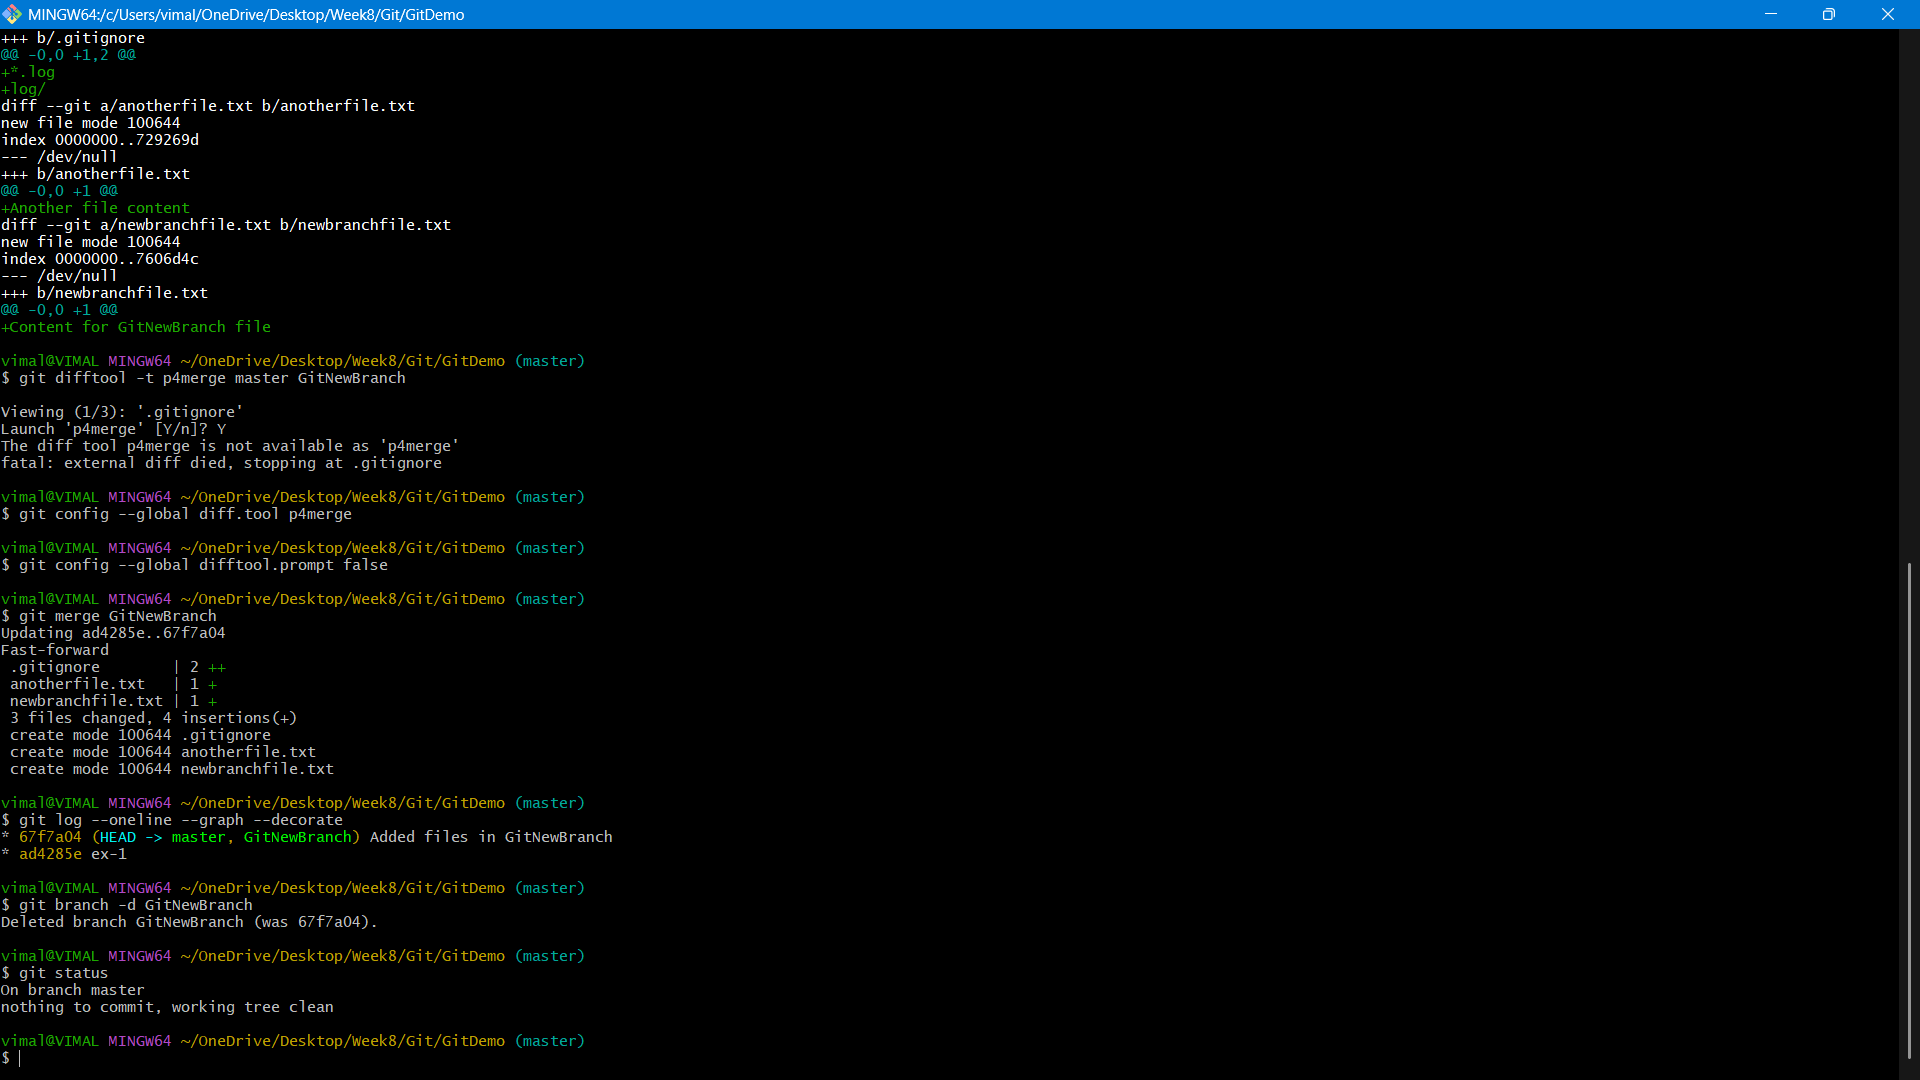 MINGW64:/c/Users/vimal/OneDrive/Desktop/Week8/Git/GitDemo
+++ b/.gitignore
@@ -0,0 +1,2 @@
+*.log
+log/
diff --git a/anotherfile.txt b/anotherfile.txt
new file mode 100644
index 0000000..729269d
--- /dev/null
+++ b/anotherfile.txt
@@ -0,0 +1 @@
+Another file content
diff --git a/newbranchfile.txt b/newbranchfile.txt
new file mode 100644
index 0000000..7606d4c
--- /dev/null
+++ b/newbranchfile.txt
@@ -0,0 +1 @@
+Content for GitNewBranch file
vimal@VIMAL MINGW64 ~/OneDrive/Desktop/Week8/Git/GitDemo (master)
$ git difftool -t p4merge master GitNewBranch
Viewing (1/3): '.gitignore'
Launch 'p4merge' [Y/n]? Y
The diff tool p4merge is not available as 'p4merge'
fatal: external diff died, stopping at .gitignore
vimal@VIMAL MINGW64 ~/OneDrive/Desktop/Week8/Git/GitDemo (master)
$ git config --global diff.tool p4merge
vimal@VIMAL MINGW64 ~/OneDrive/Desktop/Week8/Git/GitDemo (master)
$ git config --global difftool.prompt false
vimal@VIMAL MINGW64 ~/OneDrive/Desktop/Week8/Git/GitDemo (master)
$ git merge GitNewBranch
Updating ad4285e..67f7a04
Fast-forward
 .gitignore        | 2 ++
 anotherfile.txt   | 1 +
 newbranchfile.txt | 1 +
 3 files changed, 4 insertions(+)
 create mode 100644 .gitignore
 create mode 100644 anotherfile.txt
 create mode 100644 newbranchfile.txt
vimal@VIMAL MINGW64 ~/OneDrive/Desktop/Week8/Git/GitDemo (master)
$ git log --oneline --graph --decorate
* 67f7a04 (HEAD -> master, GitNewBranch) Added files in GitNewBranch
* ad4285e ex-1
vimal@VIMAL MINGW64 ~/OneDrive/Desktop/Week8/Git/GitDemo (master)
$ git branch -d GitNewBranch
Deleted branch GitNewBranch (was 67f7a04).
vimal@VIMAL MINGW64 ~/OneDrive/Desktop/Week8/Git/GitDemo (master)
$ git status
On branch master
nothing to commit, working tree clean
vimal@VIMAL MINGW64 ~/OneDrive/Desktop/Week8/Git/GitDemo (master)
$